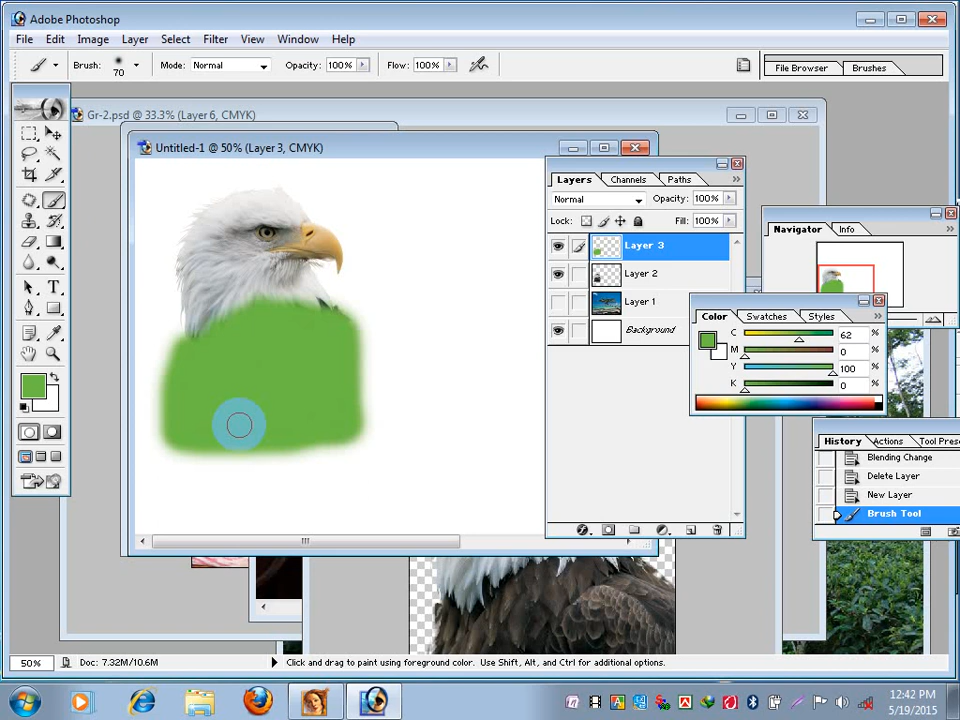 Adobe Photoshop
File Edit Image Layer Select Filter View Window Help
Brush: 70 Mode: Normal Opacity: 100% Flow: 100% File Browser Brushes
Gr-2.psd @ 33.3% (Layer 6, CMYK)
Untitled-1 @ 50% (Layer 3, CMYK)
Layers Channels Paths
Normal Opacity: 100%
Lock: Fill: 100%
Layer 3
Layer 2
Layer 1
Background
Navigator Info
Color Swatches Styles
C 62 %
M 0 %
Y 100 %
K 0 %
History Actions Tool Prese
Blending Change
Delete Layer
New Layer
Brush Tool
50% Doc: 7.32M/10.6M Click and drag to paint using foreground color. Use Shift, Alt, and Ctrl for additional options.
12:42 PM
5/19/2015